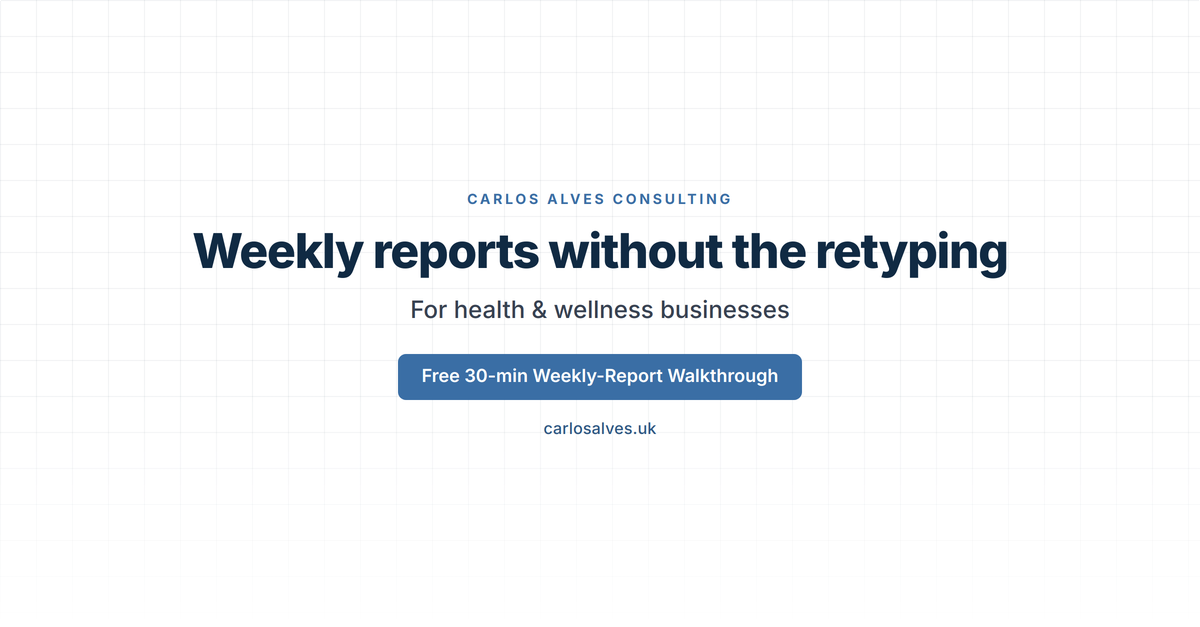 CARLOS ALVES CONSULTING
Weekly reports without the retyping
For health & wellness businesses
Free 30-min Weekly-Report Walkthrough
carlosalves.uk